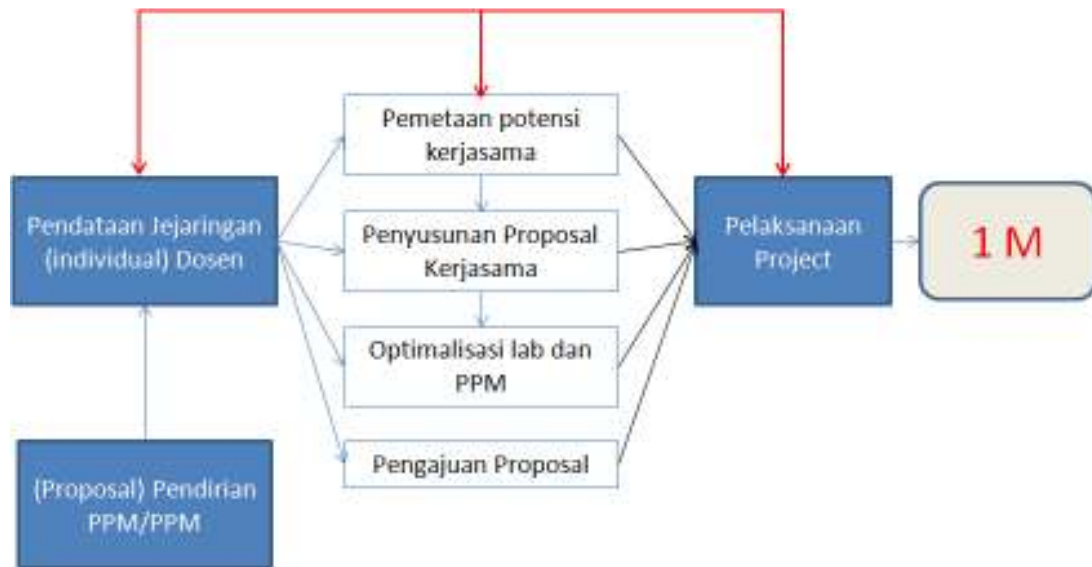 Pemetaan potensi
kerjasama
Pendataan Jejaringan
(individual) Dosen
Penyusunan Proposal
Kerjasama
Pelaksanaan
Project
1 M
Optimalisasi lab dan
PPM
Pengajuan Proposal
(Proposal) Pendirian
PPM/PPM